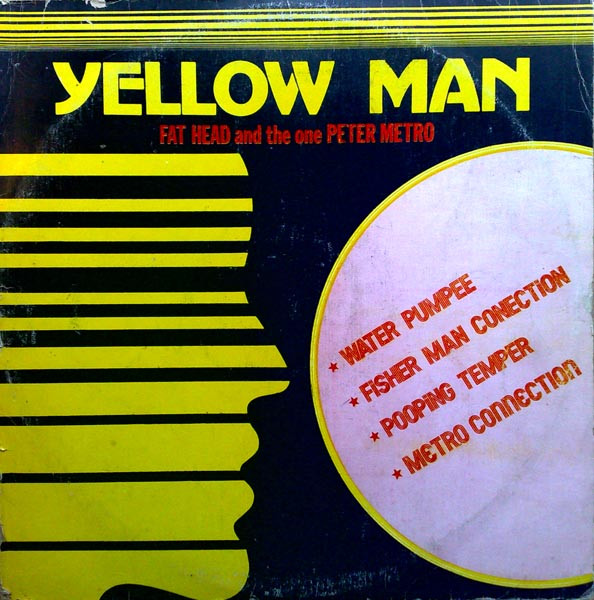 YELLOW MAN
FAT HEAD and the one PETER METRO
★ WATER PUMPEE
★ FISHER MAN CONECTION
★ POOPING TEMPER
★ METRO CONNECTION